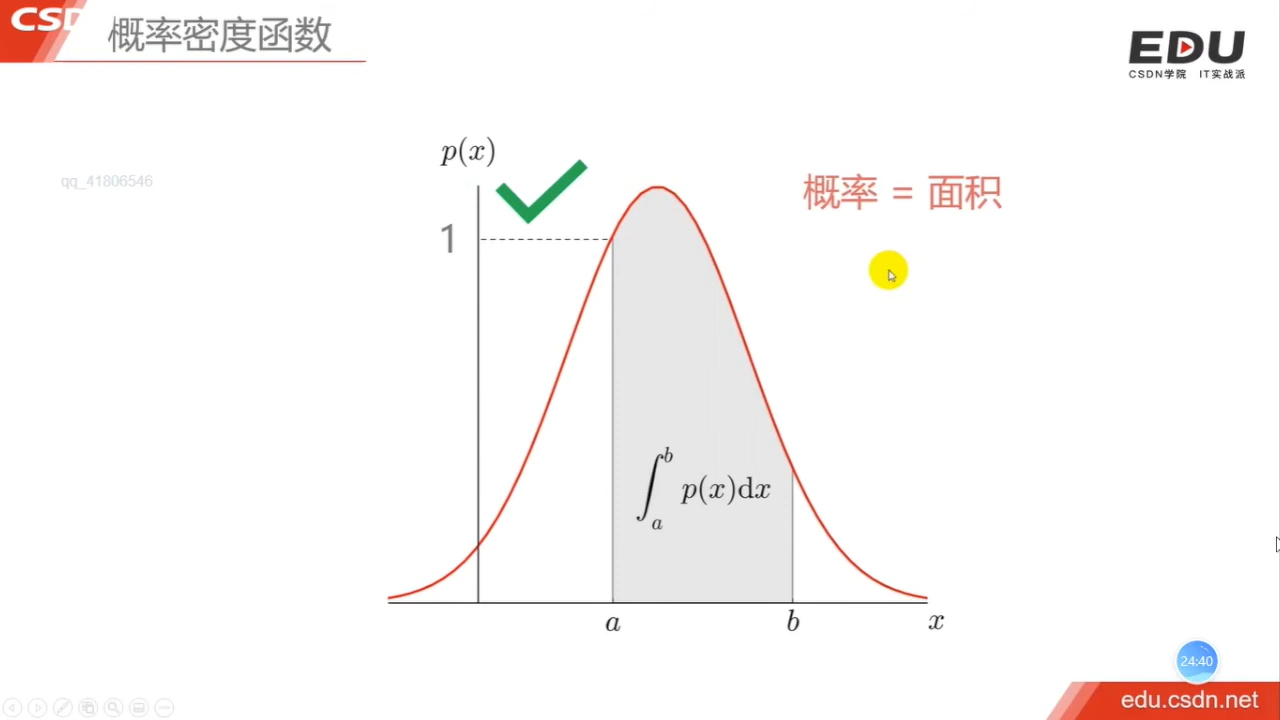 CSD
概率密度函数
EDU
CSDN学院 IT实战派
p(x)
qq_41806546
概率 = 面积
1
∫_a^b p(x)dx
a
b
x
24:40
edu.csdn.net